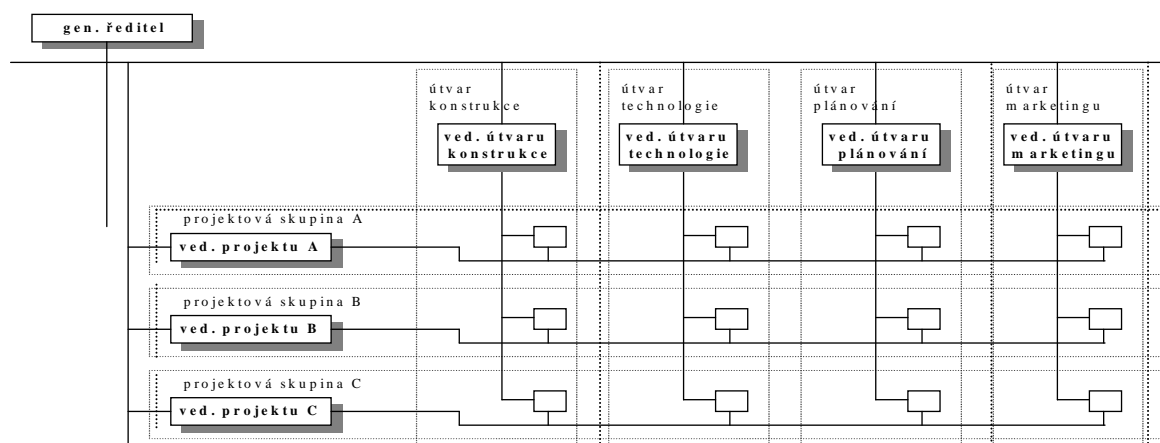 gen. ředitel
útvar
konstrukce
útvar
technologie
útvar
plánování
útvar
marketingu
ved. útvaru
konstrukce
ved. útvaru
technologie
ved. útvaru
plánování
ved. útvaru
marketingu
projektová skupina A
ved. projektu A
projektová skupina B
ved. projektu B
projektová skupina C
ved. projektu C